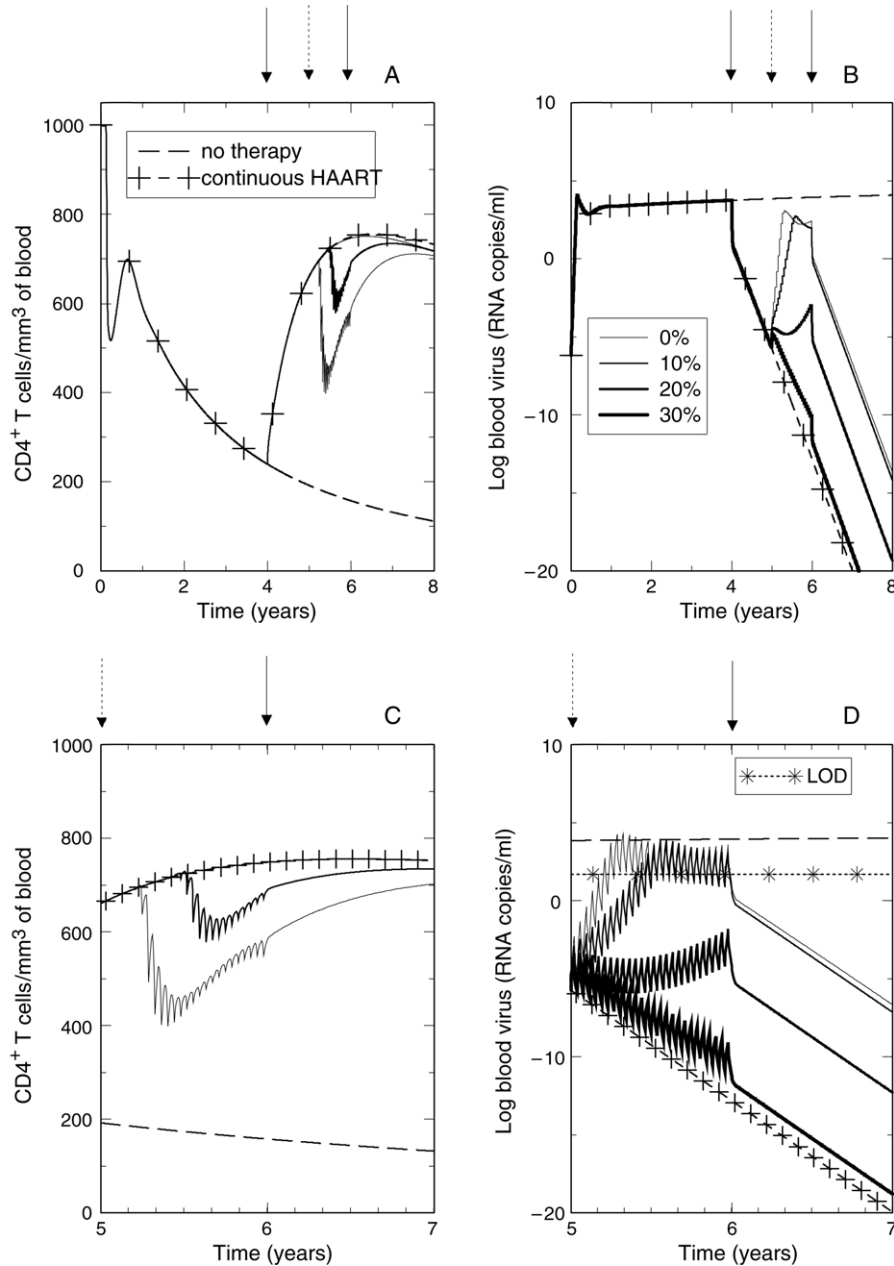 A
B
1000
800
600
400
200
0
CD4+ T cells/mm3 of blood
no therapy
continuous HAART
0 2 4 6 8
Time (years)
10
0
−10
−20
Log blood virus (RNA copies/ml)
0%
10%
20%
30%
0 2 4 6 8
Time (years)
C
D
1000
800
600
400
200
0
CD4+ T cells/mm3 of blood
5 6 7
Time (years)
10
0
−10
−20
Log blood virus (RNA copies/ml)
LOD
5 6 7
Time (years)